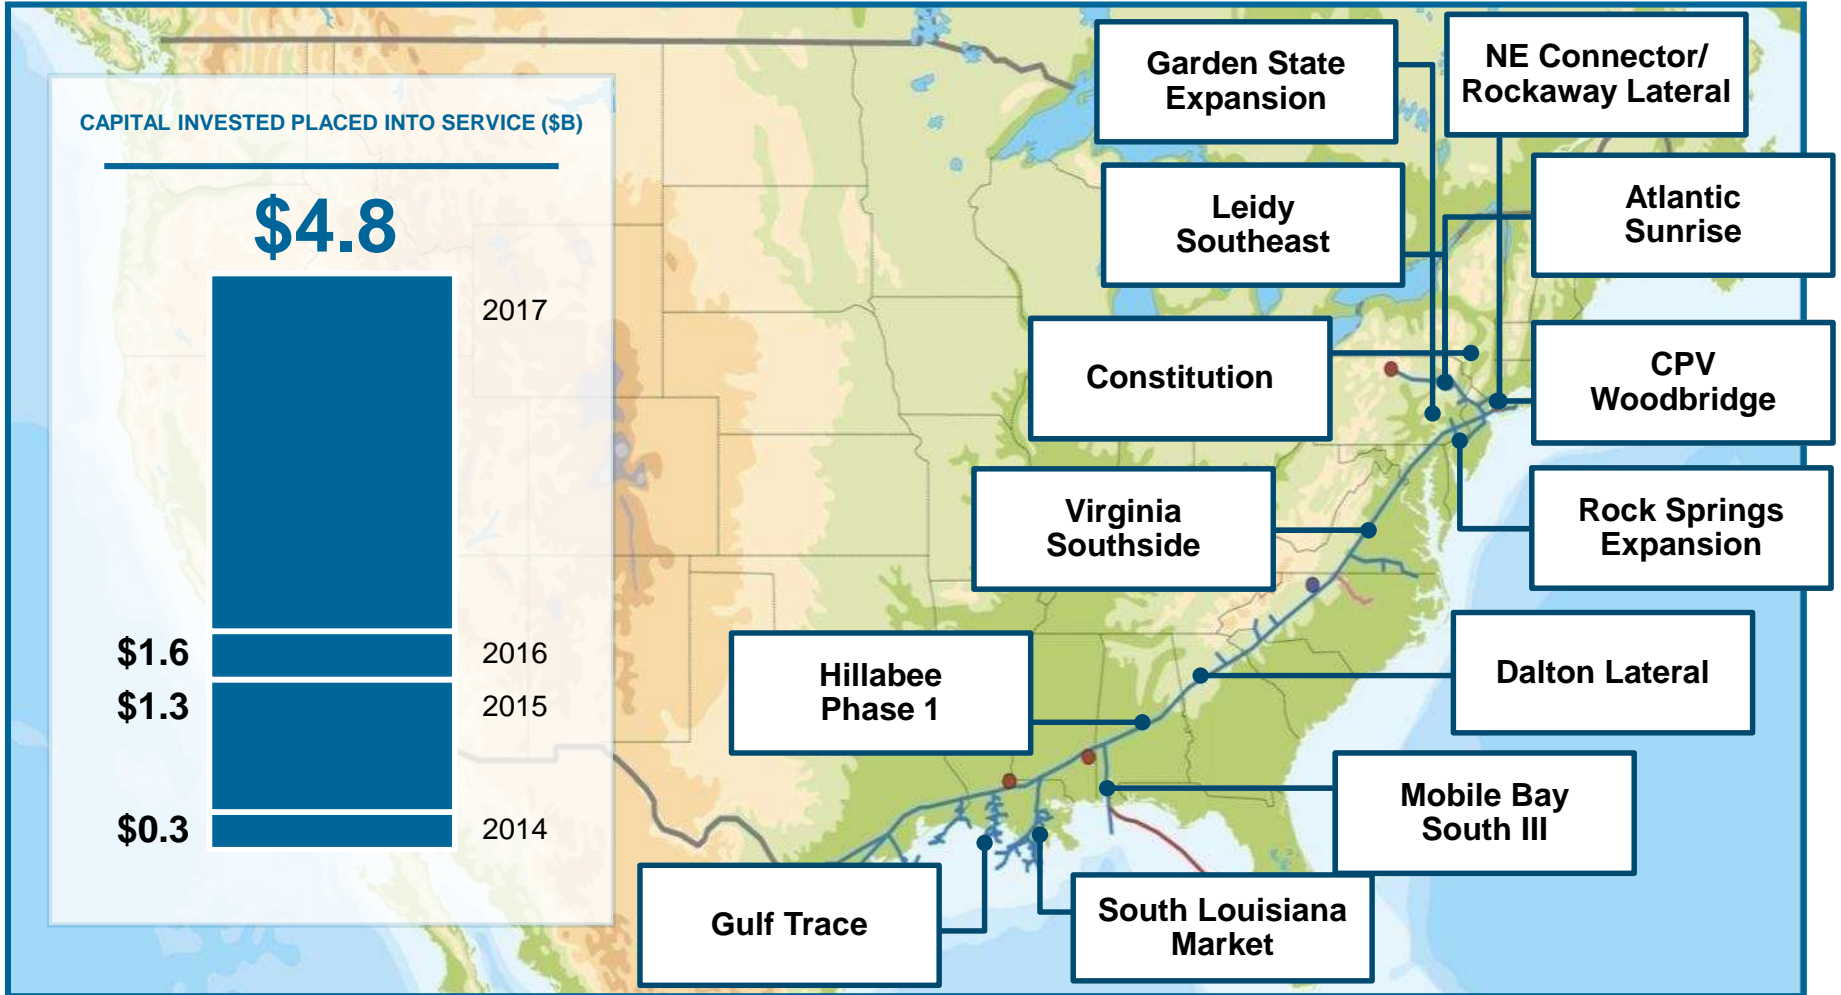 CAPITAL INVESTED PLACED INTO SERVICE ($B)
$4.8
2017
$1.6
2016
$1.3
2015
$0.3
2014
Garden State
Expansion
NE Connector/
Rockaway Lateral
Leidy
Southeast
Atlantic
Sunrise
Constitution
CPV
Woodbridge
Virginia
Southside
Rock Springs
Expansion
Hillabee
Phase 1
Dalton Lateral
Mobile Bay
South III
Gulf Trace
South Louisiana
Market